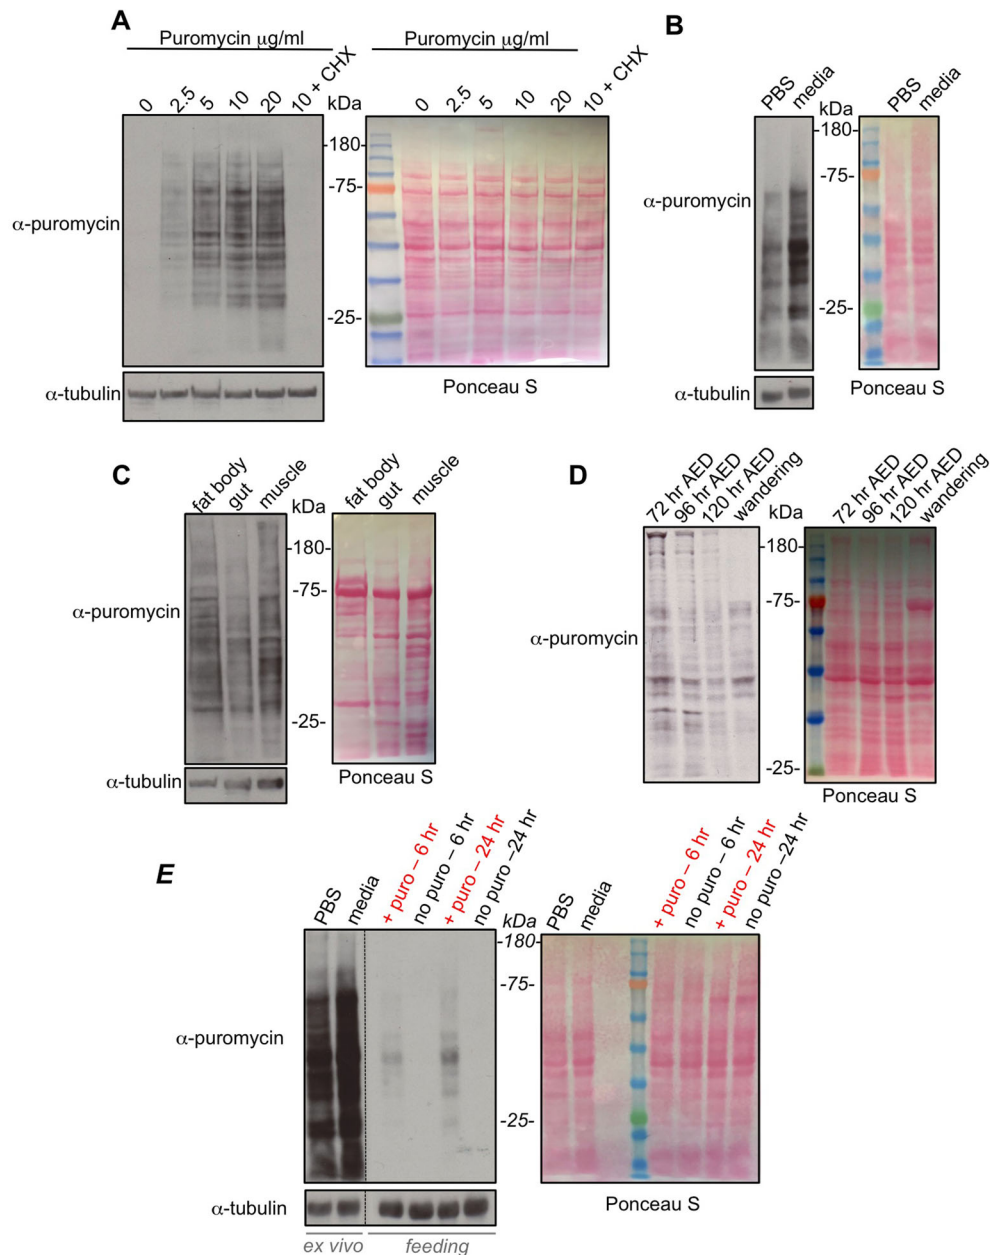 A
Puromycin μg/ml
Puromycin μg/ml
0 2.5 5 10 20 10 + CHX
kDa
0 2.5 5 10 20 10 + CHX
-180-
-75-
α-puromycin
-25-
α-tubulin
Ponceau S
B
PBS media
kDa
PBS media
-180-
-75-
α-puromycin
-25-
α-tubulin
Ponceau S
C
fat body gut muscle
kDa
fat body gut muscle
-180-
-75-
α-puromycin
-25-
α-tubulin
Ponceau S
D
72 hr AED 96 hr AED 120 hr AED wandering
kDa
72 hr AED 96 hr AED 120 hr AED wandering
-180-
-75-
α-puromycin
-25-
Ponceau S
E
PBS media + puro – 6 hr no puro – 6 hr + puro – 24 hr no puro –24 hr
kDa
PBS media + puro – 6 hr no puro – 6 hr + puro – 24 hr no puro –24 hr
-180-
-75-
α-puromycin
-25-
α-tubulin
Ponceau S
ex vivo feeding